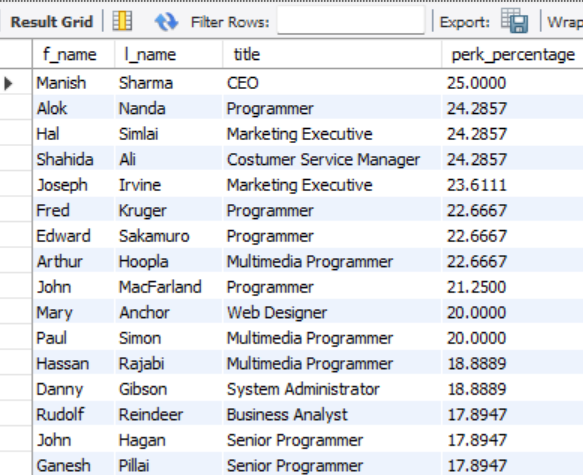 Result Grid Filter Rows: Export: Wrap
f_name l_name title perk_percentage
Manish Sharma CEO 25.0000
Alok Nanda Programmer 24.2857
Hal Simlai Marketing Executive 24.2857
Shahida Ali Costumer Service Manager 24.2857
Joseph Irvine Marketing Executive 23.6111
Fred Kruger Programmer 22.6667
Edward Sakamuro Programmer 22.6667
Arthur Hoopla Multimedia Programmer 22.6667
John MacFarland Programmer 21.2500
Mary Anchor Web Designer 20.0000
Paul Simon Multimedia Programmer 20.0000
Hassan Rajabi Multimedia Programmer 18.8889
Danny Gibson System Administrator 18.8889
Rudolf Reindeer Business Analyst 17.8947
John Hagan Senior Programmer 17.8947
Ganesh Pillai Senior Programmer 17.8947